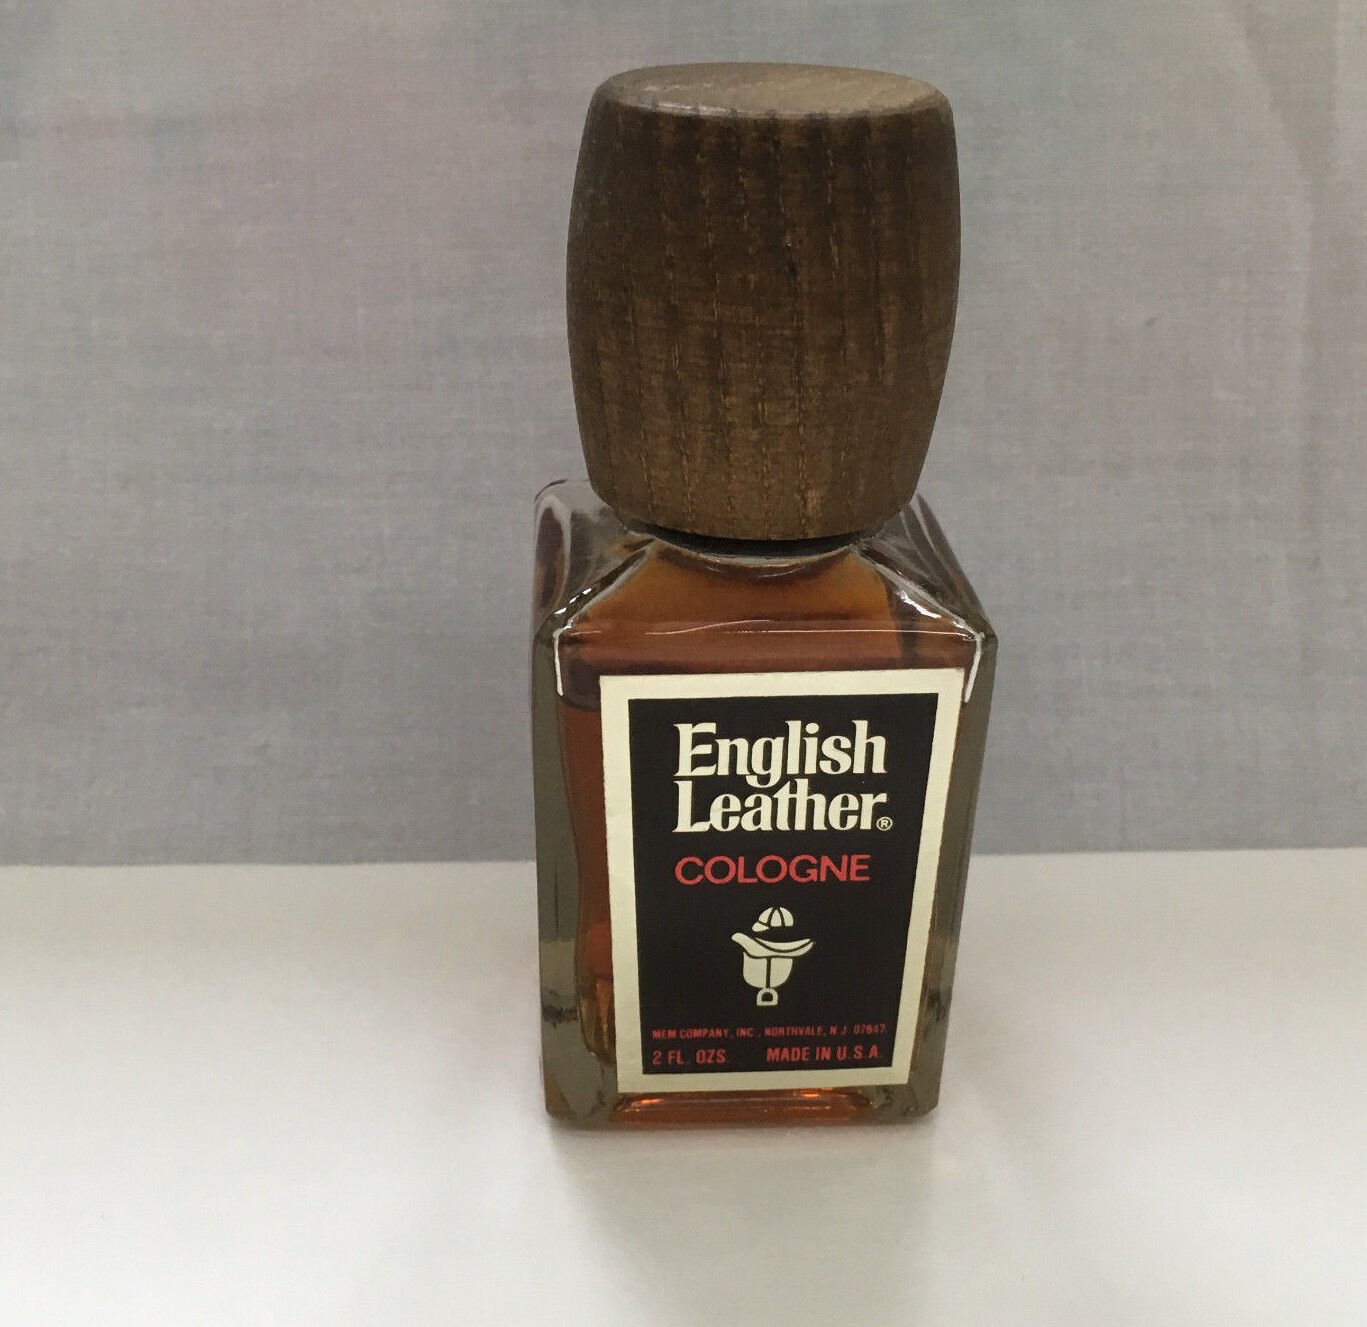 English
Leather®
COLOGNE
MEM COMPANY, INC., NORTHVALE, N.J. 07647
2 FL. OZS. MADE IN U.S.A.